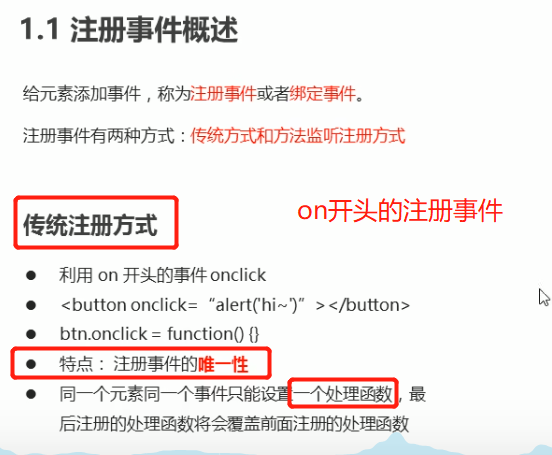 1.1 注册事件概述
给元素添加事件，称为注册事件或者绑定事件。
注册事件有两种方式：传统方式和方法监听注册方式
传统注册方式
on开头的注册事件
● 利用 on 开头的事件 onclick
● <button onclick= “alert('hi~')” ></button>
● btn.onclick = function() {}
● 特点： 注册事件的唯一性
● 同一个元素同一个事件只能设置一个处理函数，最
后注册的处理函数将会覆盖前面注册的处理函数